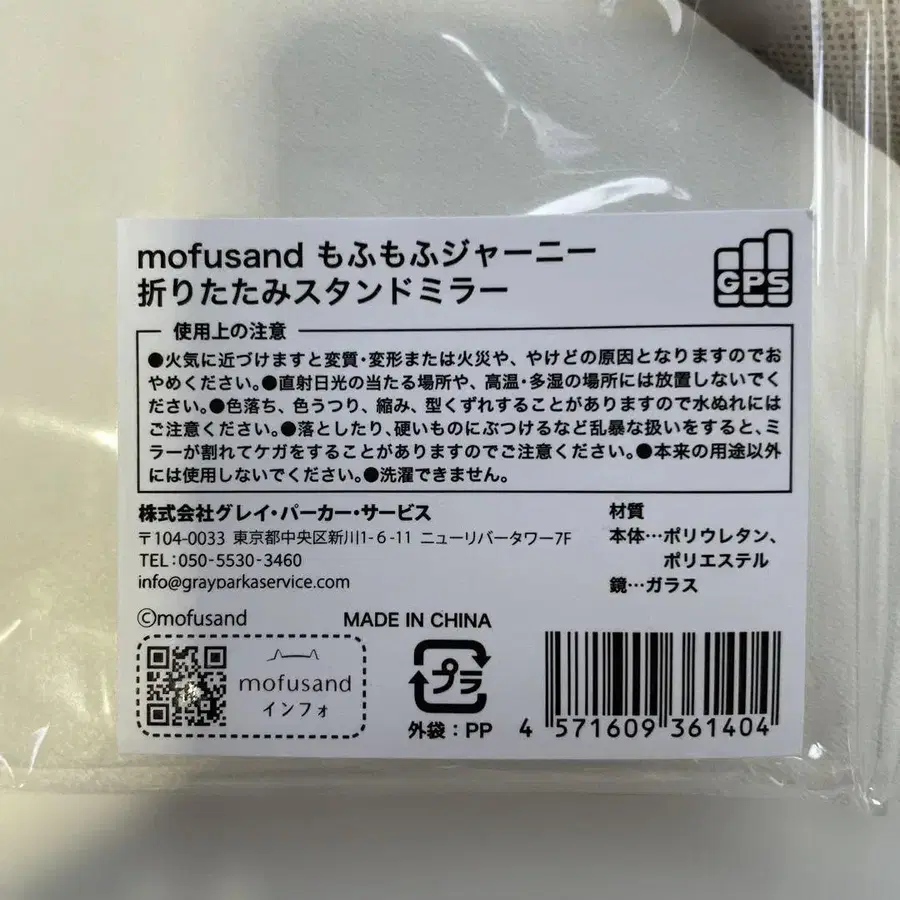 mofusand もふもふジャーニー
折りたたみスタンドミラー
GPS
使用上の注意
●火気に近づけますと変質・変形または火災や、やけどの原因となりますのでお
やめください。●直射日光の当たる場所や、高温・多湿の場所には放置しないでく
ださい。●色落ち、色うつり、縮み、型くずれすることがありますので水ぬれには
ご注意ください。●落としたり、硬いものにぶつけるなど乱暴な扱いをすると、ミ
ラーが割れてケガをすることがありますのでご注意ください。●本来の用途以外
には使用しないでください。●洗濯できません。
株式会社グレイ・パーカー・サービス
〒104-0033 東京都中央区新川1-6-11 ニューリバータワー7F
TEL:050-5530-3460
info@grayparkaservice.com
材質
本体…ポリウレタン、
ポリエステル
鏡…ガラス
©mofusand
MADE IN CHINA
mofusand
インフォ
プラ
外袋:PP
4 571609 361404